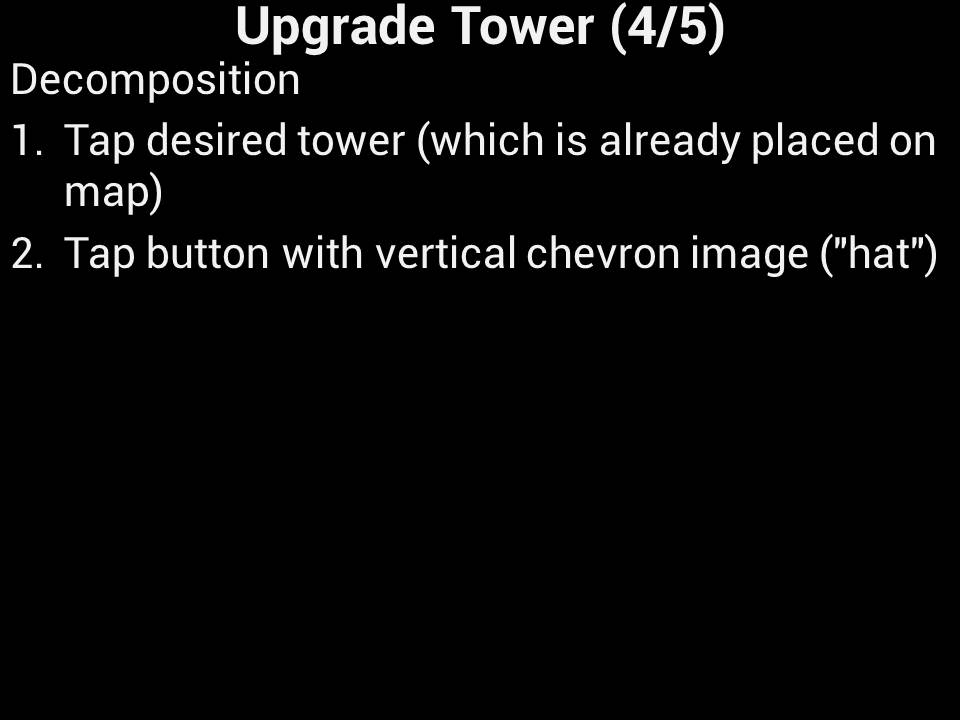 Upgrade Tower (4/5)
Decomposition
1. Tap desired tower (which is already placed on
map)
2. Tap button with vertical chevron image ("hat")